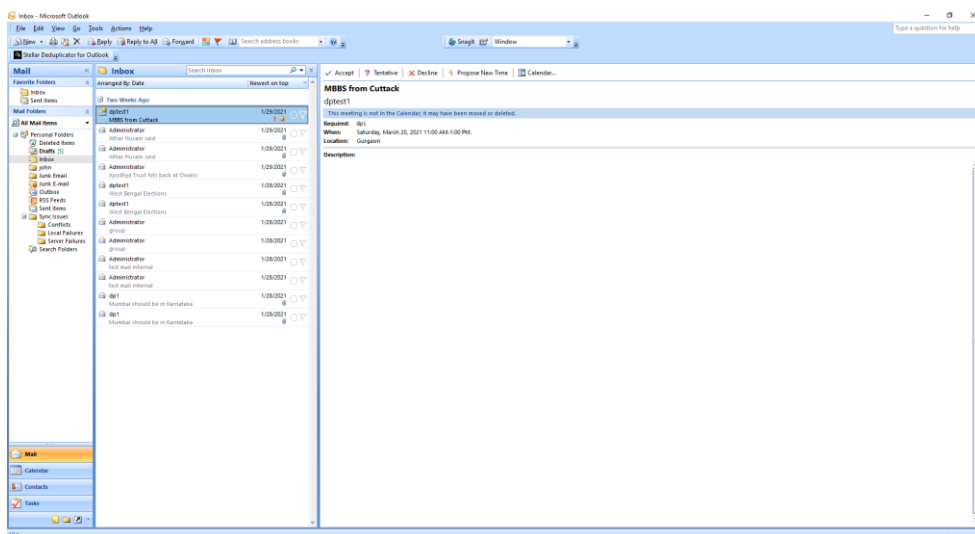 Inbox - Microsoft Outlook
File Edit View Go Tools Actions Help
Type a question for help
New Reply Reply to All Forward Search address books Snagit Window
Stellar Deduplicator for Outlook
Mail
Favorite Folders
Inbox
Sent Items
Mail Folders
All Mail Items
Personal Folders
Deleted Items
Drafts [5]
Inbox
john
Junk Email
Junk E-mail
Outbox
RSS Feeds
Sent Items
Sync Issues
Conflicts
Local Failures
Server Failures
Search Folders
Mail
Calendar
Contacts
Tasks
Inbox Search Inbox
Arranged By: Date Newest on top
Two Weeks Ago
dptest1 1/29/2021
MBBS from Cuttack
Administrator 1/29/2021
Athar Husain said
Administrator 1/29/2021
Athar Husain said
Administrator 1/29/2021
Ayodhya Trust hits back at Owaisi
dptest1 1/28/2021
West Bengal Elections
dptest1 1/28/2021
West Bengal Elections
Administrator 1/28/2021
group
Administrator 1/28/2021
group
Administrator 1/28/2021
test mail internal
Administrator 1/28/2021
test mail internal
dp1 1/28/2021
Mumbai should be in Karnataka
dp1 1/28/2021
Mumbai should be in Karnataka
Accept ? Tentative Decline Propose New Time Calendar...
MBBS from Cuttack
dptest1
This meeting is not in the Calendar; it may have been moved or deleted.
Required: dp1
When: Saturday, March 20, 2021 11:00 AM-1:00 PM.
Location: Gurgaon
Description: